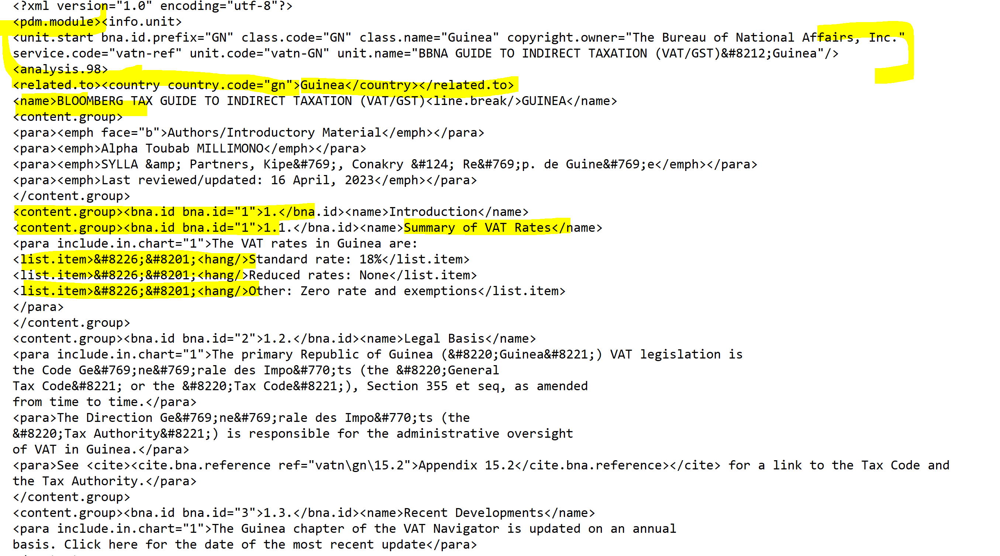 <?xml version="1.0" encoding="utf-8"?>
<pdm.module><info.unit>
<unit.start bna.id.prefix="GN" class.code="GN" class.name="Guinea" copyright.owner="The Bureau of National Affairs, Inc."
service.code="vatn-ref" unit.code="vatn-GN" unit.name="BBNA GUIDE TO INDIRECT TAXATION (VAT/GST)&#8212;Guinea"/>
<analysis.98>
<related.to><country country.code="gn">Guinea</country></related.to>
<name>BLOOMBERG TAX GUIDE TO INDIRECT TAXATION (VAT/GST)<line.break/>GUINEA</name>
<content.group>
<para><emph face="b">Authors/Introductory Material</emph></para>
<para><emph>Alpha Toubab MILLIMONO</emph></para>
<para><emph>SYLLA &amp; Partners, Kipe&#769;, Conakry &#124; Re&#769;p. de Guine&#769;e</emph></para>
<para><emph>Last reviewed/updated: 16 April, 2023</emph></para>
</content.group>
<content.group><bna.id bna.id="1">1.</bna.id><name>Introduction</name>
<content.group><bna.id bna.id="1">1.1.</bna.id><name>Summary of VAT Rates</name>
<para include.in.chart="1">The VAT rates in Guinea are:
<list.item>&#8226;&#8201;<hang/>Standard rate: 18%</list.item>
<list.item>&#8226;&#8201;<hang/>Reduced rates: None</list.item>
<list.item>&#8226;&#8201;<hang/>Other: Zero rate and exemptions</list.item>
</para>
</content.group>
<content.group><bna.id bna.id="2">1.2.</bna.id><name>Legal Basis</name>
<para include.in.chart="1">The primary Republic of Guinea (&#8220;Guinea&#8221;) VAT legislation is
the Code Ge&#769;ne&#769;rale des Impo&#770;ts (the &#8220;General
Tax Code&#8221; or the &#8220;Tax Code&#8221;), Section 355 et seq, as amended
from time to time.</para>
<para>The Direction Ge&#769;ne&#769;rale des Impo&#770;ts (the
&#8220;Tax Authority&#8221;) is responsible for the administrative oversight
of VAT in Guinea.</para>
<para>See <cite><cite.bna.reference ref="vatn\gn\15.2">Appendix 15.2</cite.bna.reference></cite> for a link to the Tax Code and
the Tax Authority.</para>
</content.group>
<content.group><bna.id bna.id="3">1.3.</bna.id><name>Recent Developments</name>
<para include.in.chart="1">The Guinea chapter of the VAT Navigator is updated on an annual
basis. Click here for the date of the most recent update</para>